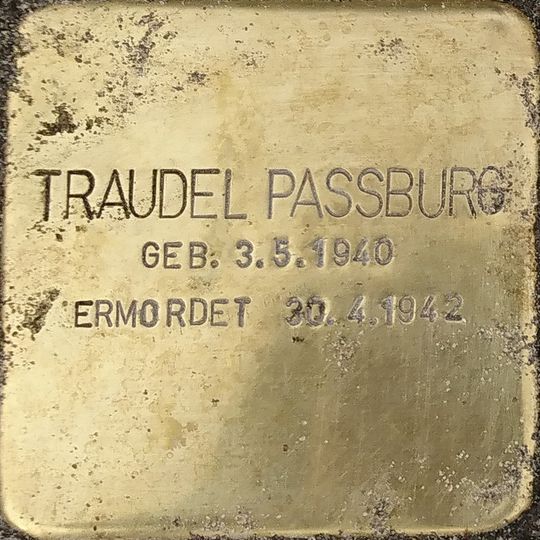 TRAUDEL PASSBURG
GEB. 3.5.1940
ERMORDET 30.4.1942